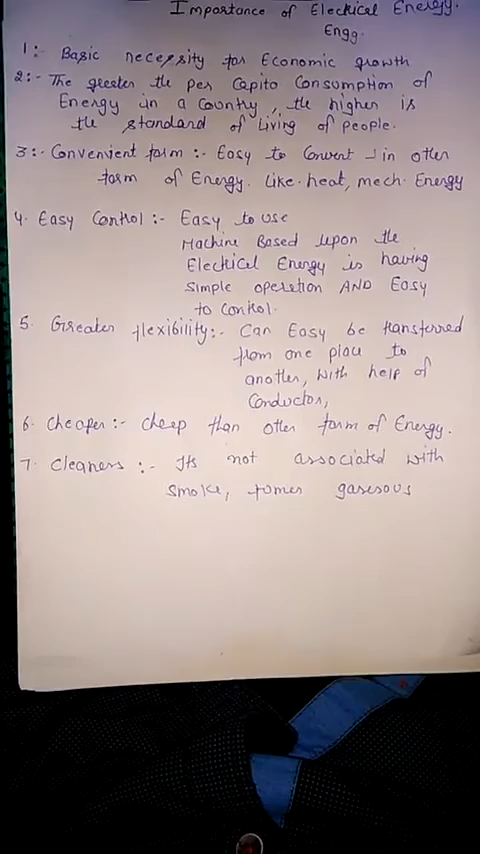 Importance of Electrical Energy.
Engg.
1:- Basic necessity for Economic growth
2:- The greater the per Capito Consumption of
Energy in a Country, the higher is
the standard of Living of people.
3:- Convenient form :- Easy to Convert in other
form of Energy. Like heat, mech. Energy
4. Easy Control :- Easy to use
Machine Based upon the
Electrical Energy is having
simple operation AND Easy
to Control.
5. Greater flexibility:- Can Easy be transferred
from one place to
another, with help of
Conductor,
6. Cheaper :- Cheep than other form of Energy.
7. Cleaners :- Its not associated with
smoke, fumes gasesous